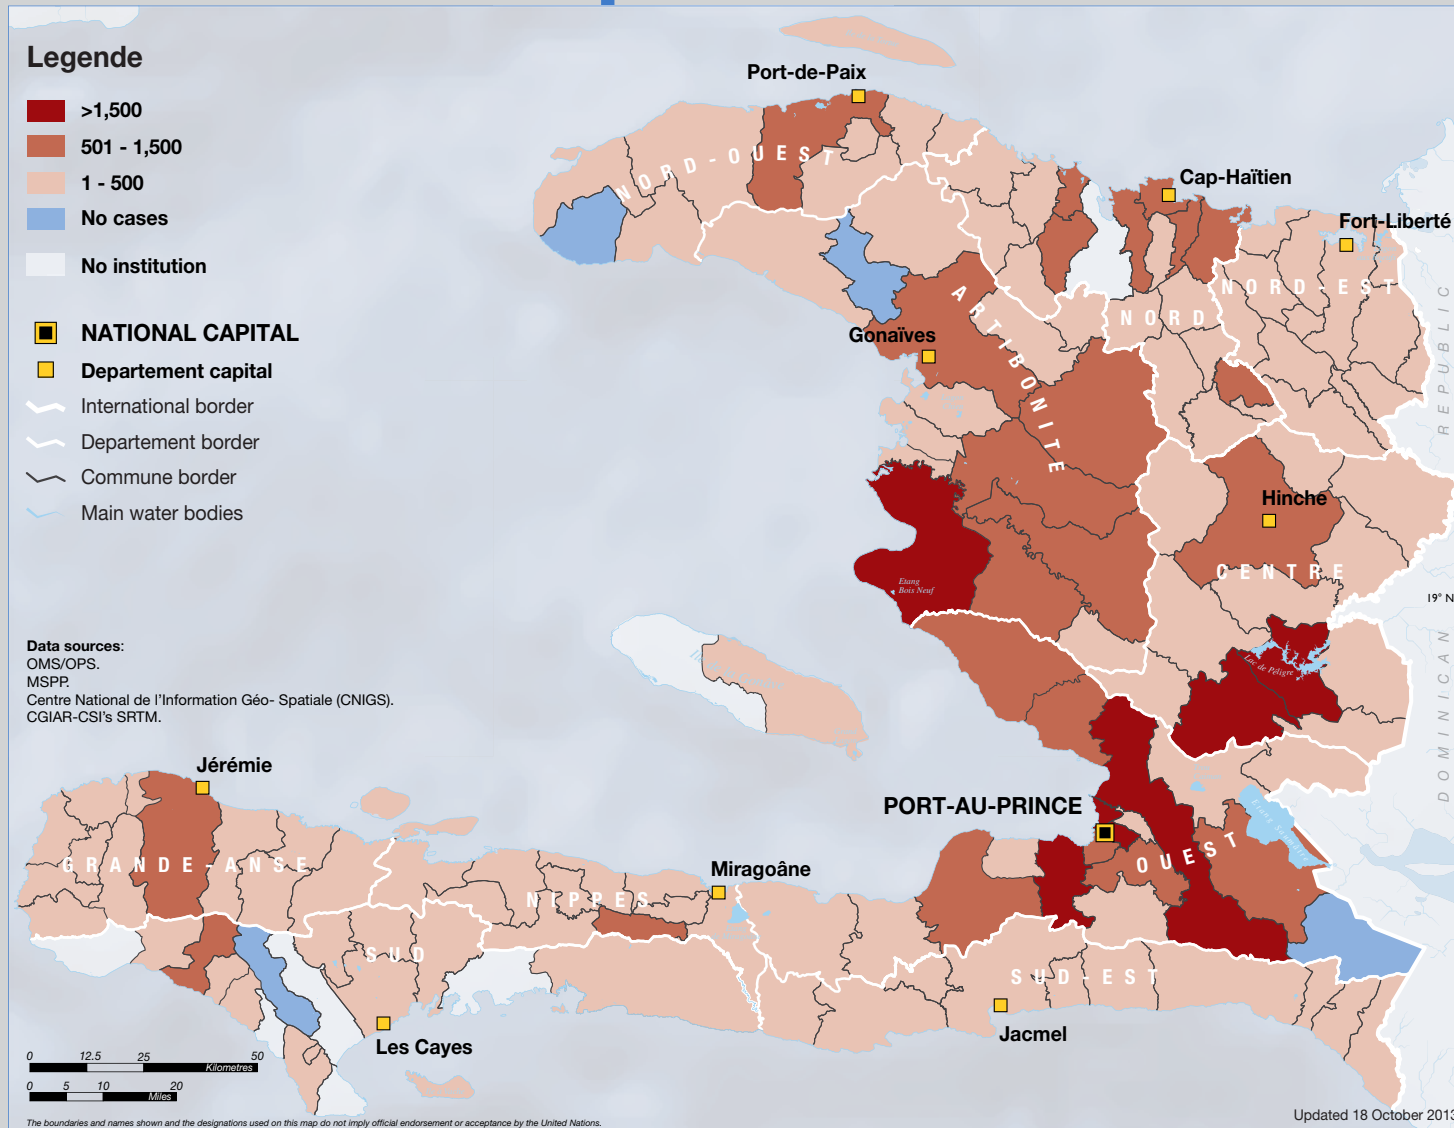 Legende
>1,500
501 - 1,500
1 - 500
No cases
No institution
NATIONAL CAPITAL
Departement capital
International border
Departement border
Commune border
Main water bodies
Data sources:
OMS/OPS.
MSPP.
Centre National de l'Information Géo- Spatiale (CNIGS).
CGIAR-CSI's SRTM.
Port-de-Paix
NORD-OUEST
Cap-Haïtien
Fort-Liberté
NORD-EST
NORD
ARTIBONITE
Gonaïves
REPUBLIC
Hinche
CENTRE
Etang
Bois Neuf
19° N
DOMINICAN
Lac de Péligre
Jérémie
GRANDE-ANSE
PORT-AU-PRINCE
OUEST
Etang Saumâtre
Miragoâne
NIPPES
SUD
SUD-EST
Jacmel
Les Cayes
0 12.5 25 50
Kilometres
0 5 10 20
Miles
Updated 18 October 2013
The boundaries and names shown and the designations used on this map do not imply official endorsement or acceptance by the United Nations.